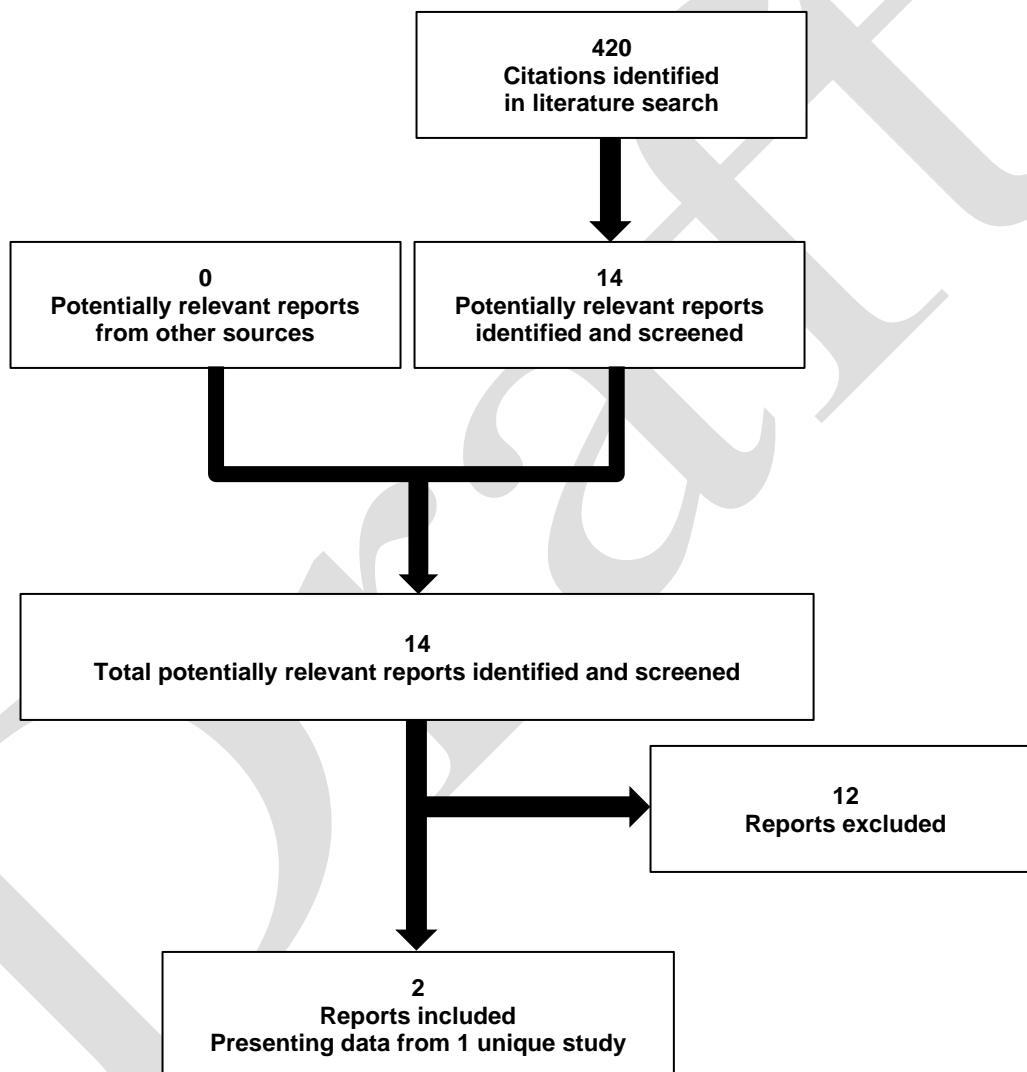 420
Citations identified
in literature search
0
Potentially relevant reports
from other sources
14
Potentially relevant reports
identified and screened
14
Total potentially relevant reports identified and screened
12
Reports excluded
2
Reports included
Presenting data from 1 unique study
Draft